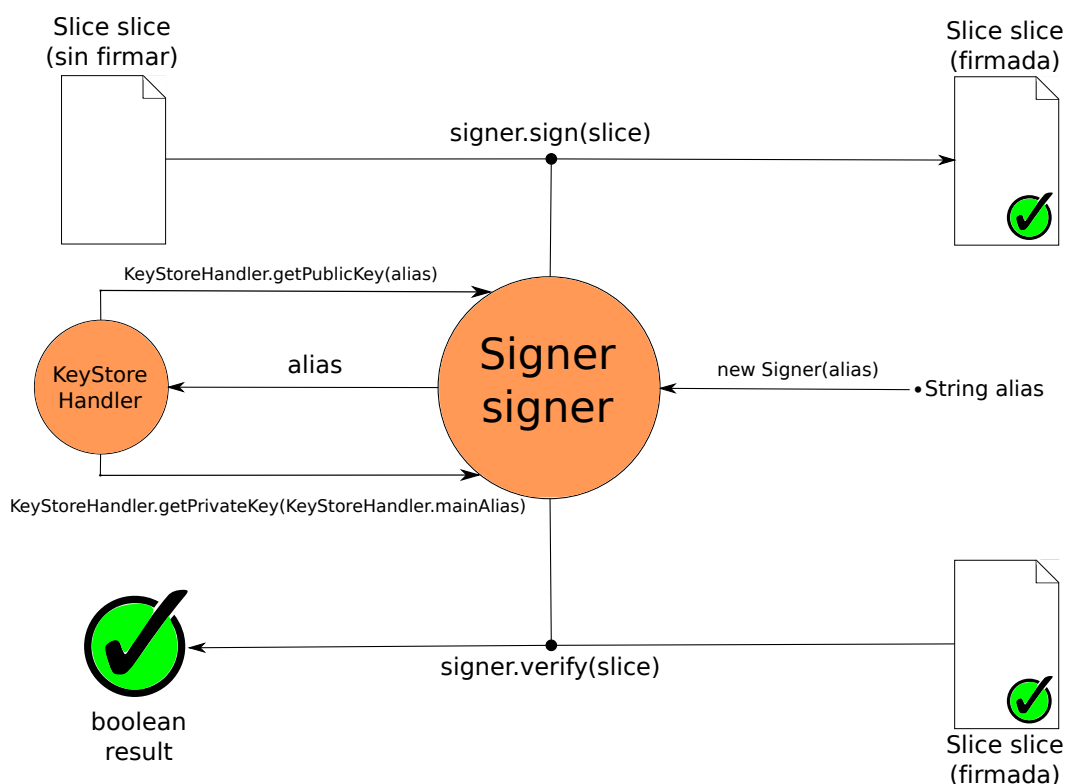 Slice slice
(sin firmar)
Slice slice
(firmada)
signer.sign(slice)
KeyStoreHandler.getPublicKey(alias)
KeyStore
Handler
alias
Signer
signer
new Signer(alias)
String alias
KeyStoreHandler.getPrivateKey(KeyStoreHandler.mainAlias)
signer.verify(slice)
boolean
result
Slice slice
(firmada)